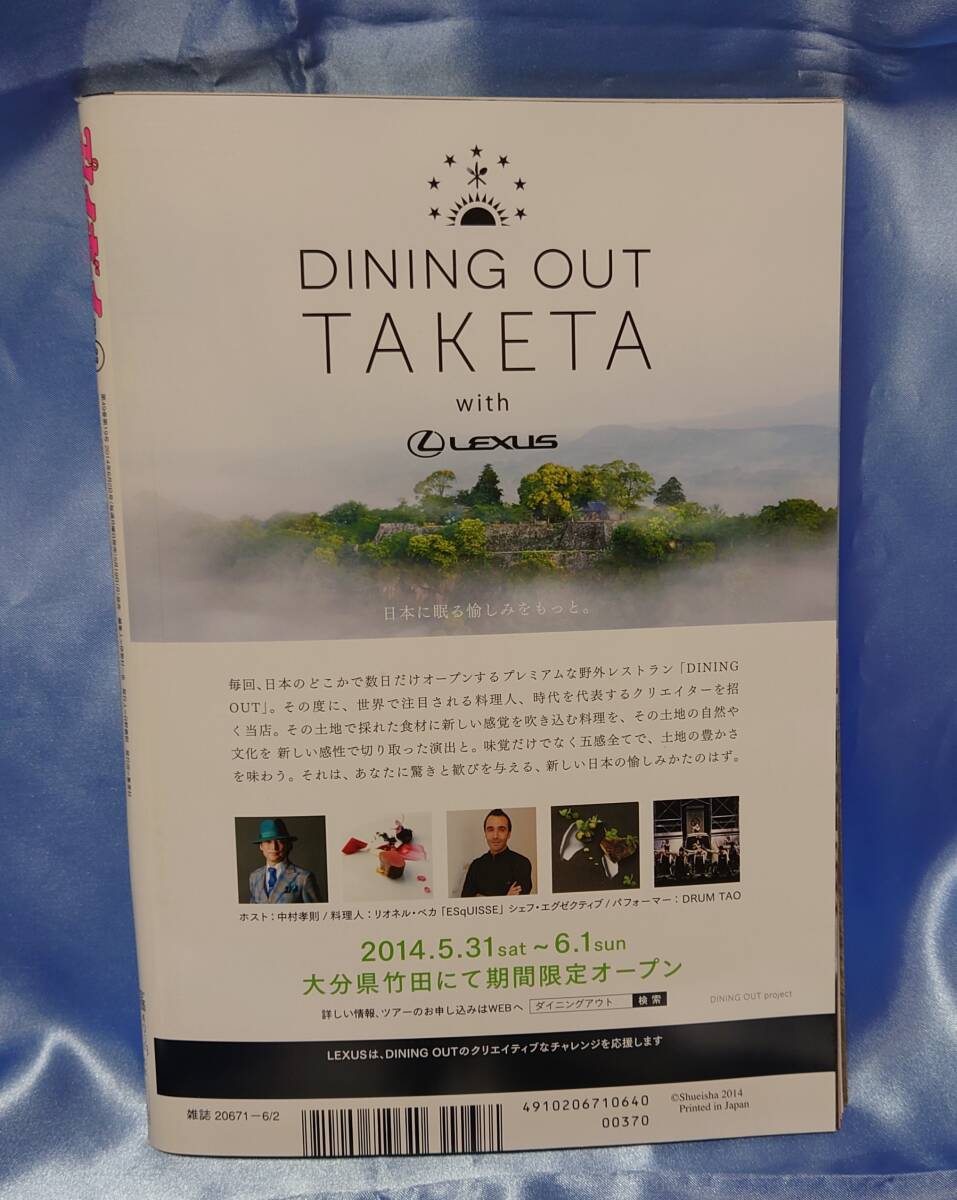 DINING OUT
TAKETA
with
LEXUS
日本に眠る愉しみをもっと。
毎回、日本のどこかで数日だけオープンするプレミアムな野外レストラン「DINING
OUT」。その度に、世界で注目される料理人、時代を代表するクリエイターを招
く当店。その土地で採れた食材に新しい感覚を吹き込む料理を、その土地の自然や
文化を 新しい感性で切り取った演出と。味覚だけでなく五感全てで、土地の豊かさ
を味わう。それは、あなたに驚きと歓びを与える、新しい日本の愉しみかたのはず。
ホスト：中村孝則 / 料理人：リオネル・ベカ「ESqUISSE」シェフ・エグゼクティブ / パフォーマー：DRUM TAO
2014.5.31sat～6.1sun
大分県竹田にて期間限定オープン
詳しい情報、ツアーのお申し込みはWEBへ ダイニングアウト 検索
DINING OUT project
LEXUSは、DINING OUTのクリエイティブなチャレンジを応援します
雑誌 20671-6/2
4910206710640
00370
©Shueisha 2014
Printed in Japan